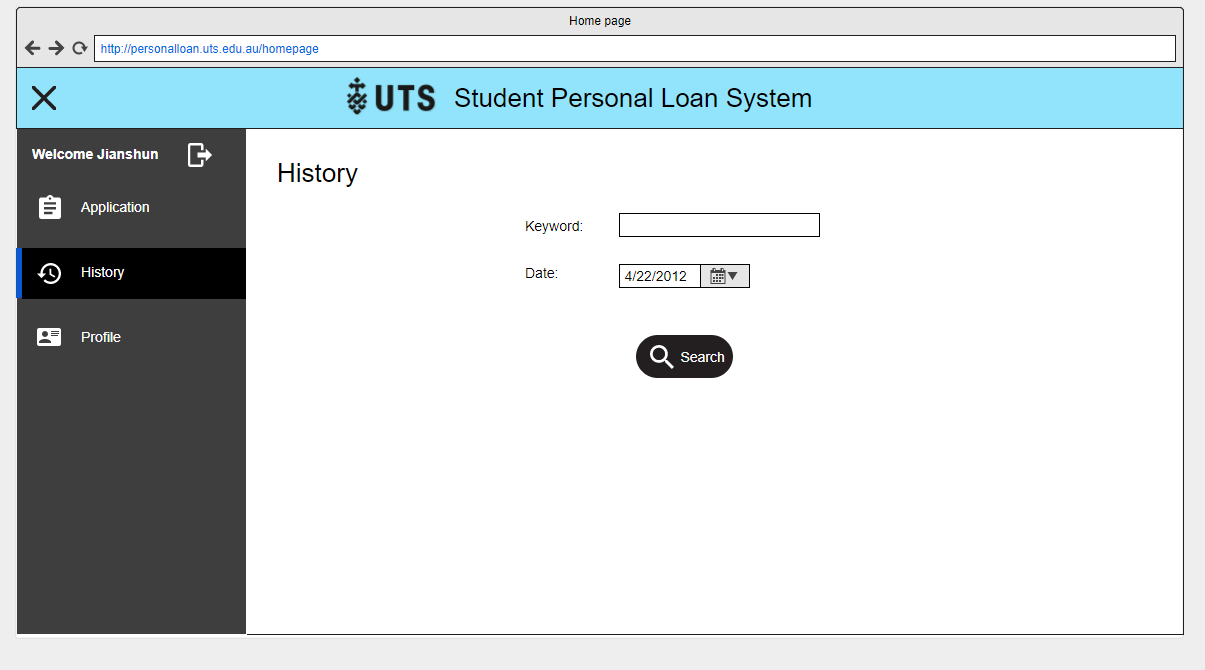 Home page
http://personalloan.uts.edu.au/homepage
UTS Student Personal Loan System
Welcome Jianshun
Application
History
Profile
History
Keyword:
Date: 4/22/2012
Search